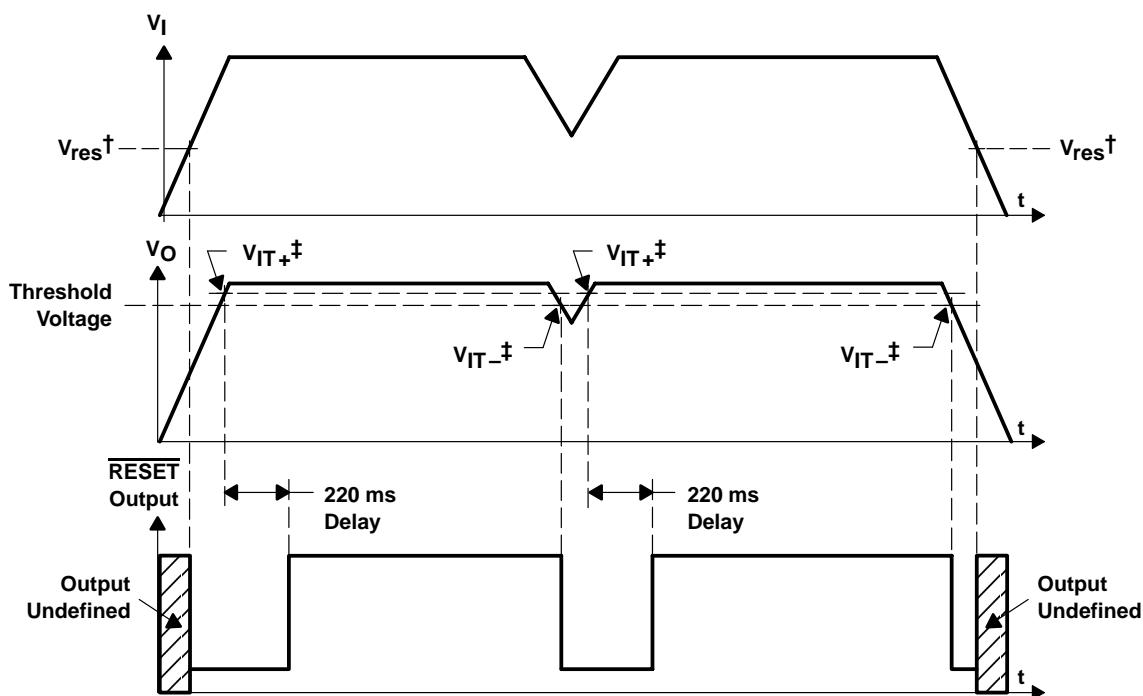 VI
Vres†
Vres†
t
VO
VIT+‡
VIT+‡
Threshold
Voltage
VIT–‡
VIT–‡
t
RESET
Output
220 ms
Delay
220 ms
Delay
Output
Undefined
Output
Undefined
t